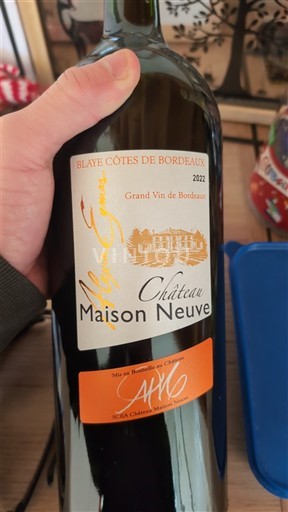 BLAYE CÔTES DE BORDEAUX
2022
Grand Vin de Bordeaux
VINTOU
Château
Maison Neuve
Mis en Bouteille au Château
SCEA Château Maison Neuve